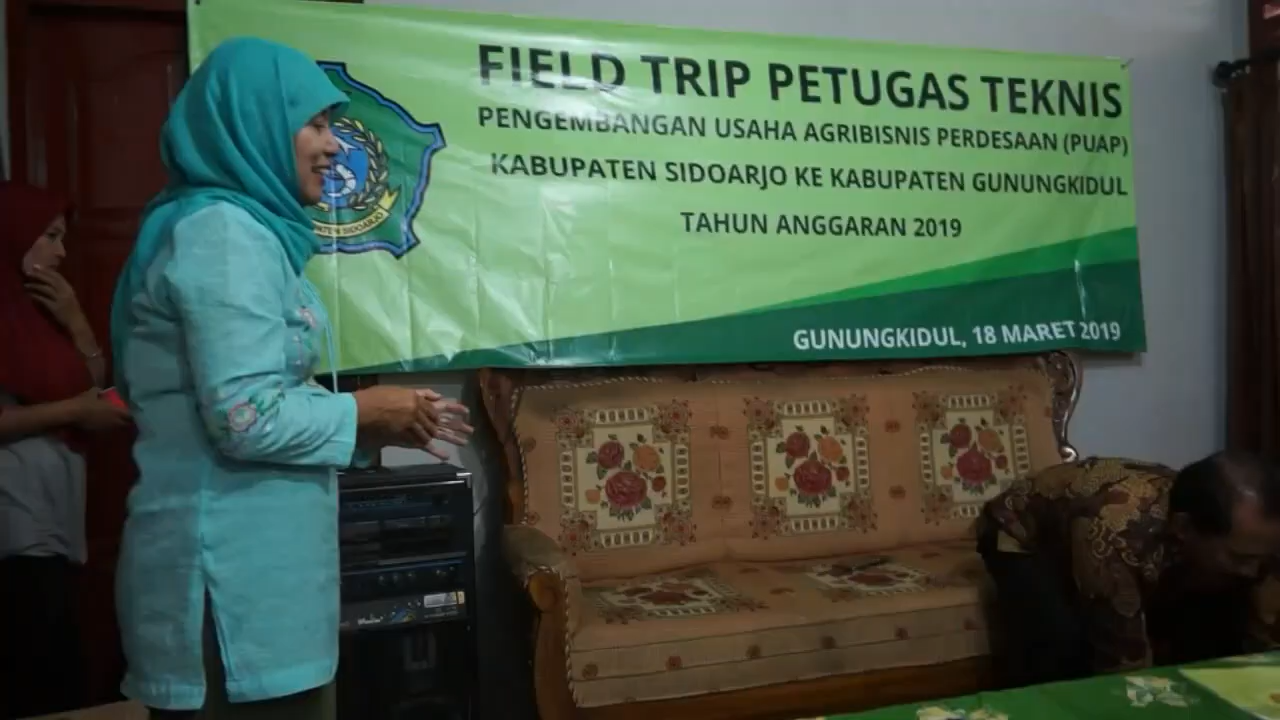 FIELD TRIP PETUGAS TEKNIS
PENGEMBANGAN USAHA AGRIBISNIS PERDESAAN (PUAP)
KABUPATEN SIDOARJO KE KABUPATEN GUNUNGKIDUL
TAHUN ANGGARAN 2019
GUNUNGKIDUL, 18 MARET 2019
SIDOARJO